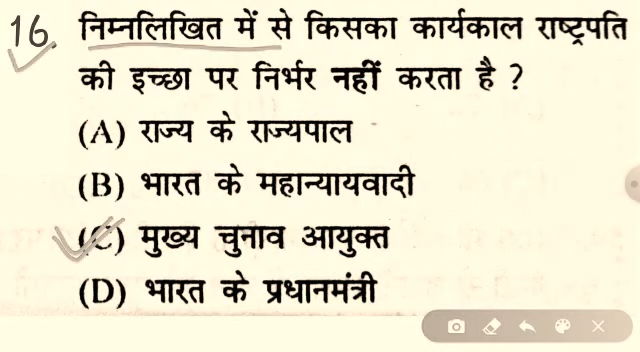 16. निम्नलिखित में से किसका कार्यकाल राष्ट्रपति
की इच्छा पर निर्भर नहीं करता है ?
(A) राज्य के राज्यपाल
(B) भारत के महान्यायवादी
(C) मुख्य चुनाव आयुक्त
(D) भारत के प्रधानमंत्री